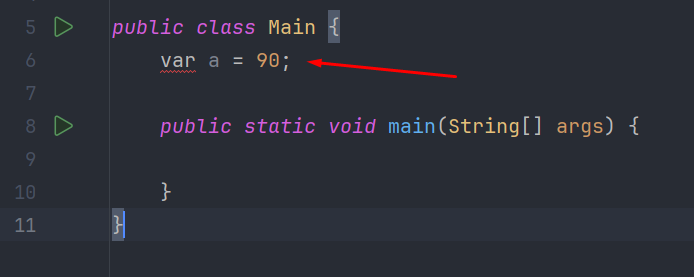 5 public class Main {
6 var a = 90;
7
8 public static void main(String[] args) {
9
10 }
11 }